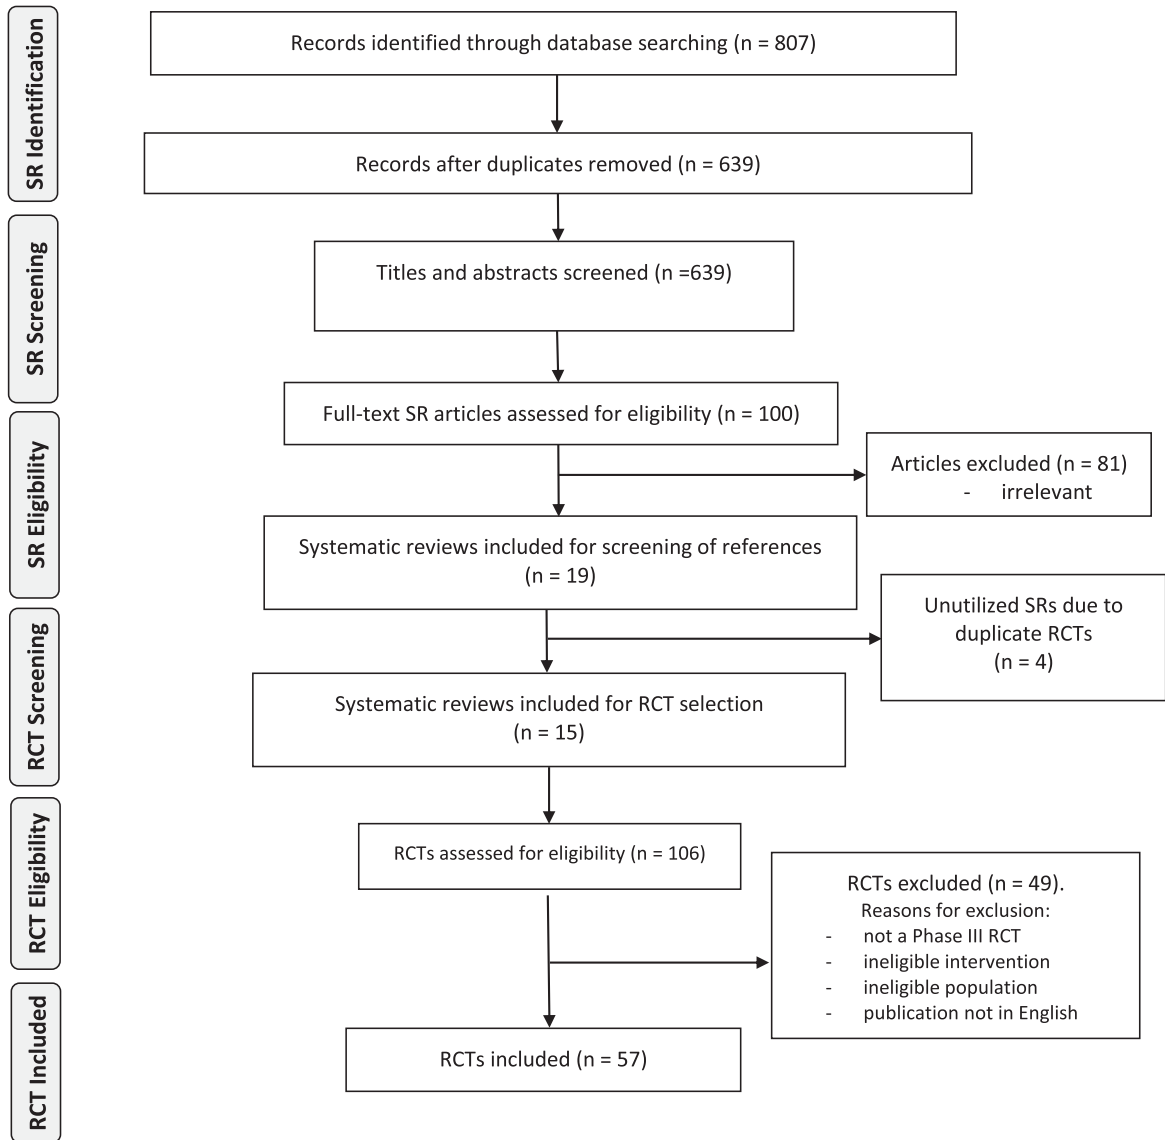 SR Identification
Records identified through database searching (n = 807)
Records after duplicates removed (n = 639)
SR Screening
Titles and abstracts screened (n =639)
Full-text SR articles assessed for eligibility (n = 100)
SR Eligibility
Articles excluded (n = 81)
- irrelevant
Systematic reviews included for screening of references
(n = 19)
Unutilized SRs due to
duplicate RCTs
(n = 4)
RCT Screening
Systematic reviews included for RCT selection
(n = 15)
RCT Eligibility
RCTs assessed for eligibility (n = 106)
RCTs excluded (n = 49).
Reasons for exclusion:
- not a Phase III RCT
- ineligible intervention
- ineligible population
- publication not in English
RCT Included
RCTs included (n = 57)